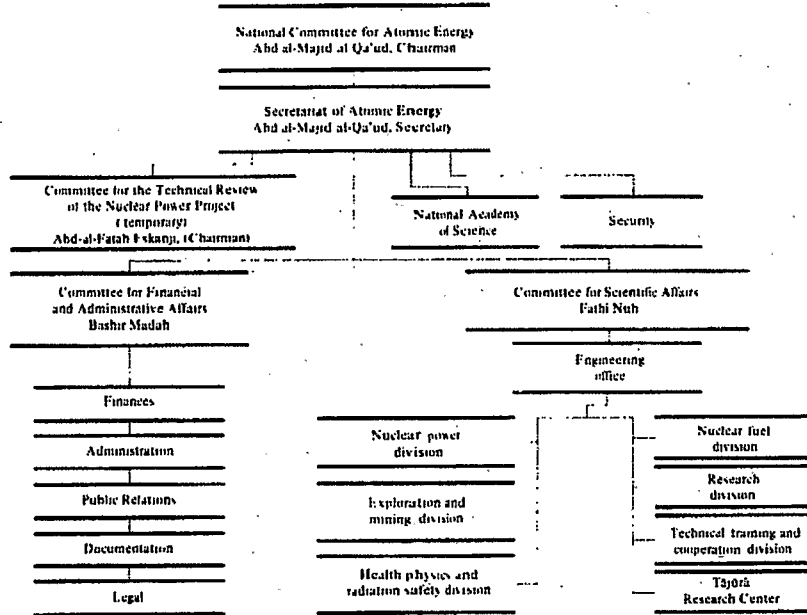 National Committee for Atomic Energy
Abd al-Majid al Qa'ud, Chairman
Secretariat of Atomic Energy
Abd al-Majid al-Qa'ud, Secretary
Committee for the Technical Review
of the Nuclear Power Project
(temporary)
Abd-al-Fatah Eskanji, (Chairman)
National Academy
of Science
Security
Committee for Financial
and Administrative Affairs
Bashir Madah
Committee for Scientific Affairs
Fathi Nuh
Engineering
office
Finances
Administration
Public Relations
Documentation
Legal
Nuclear power
division
Exploration and
mining division
Health physics and
radiation safety division
Nuclear fuel
division
Research
division
Technical training and
cooperation division
Tājūrā
Research Center